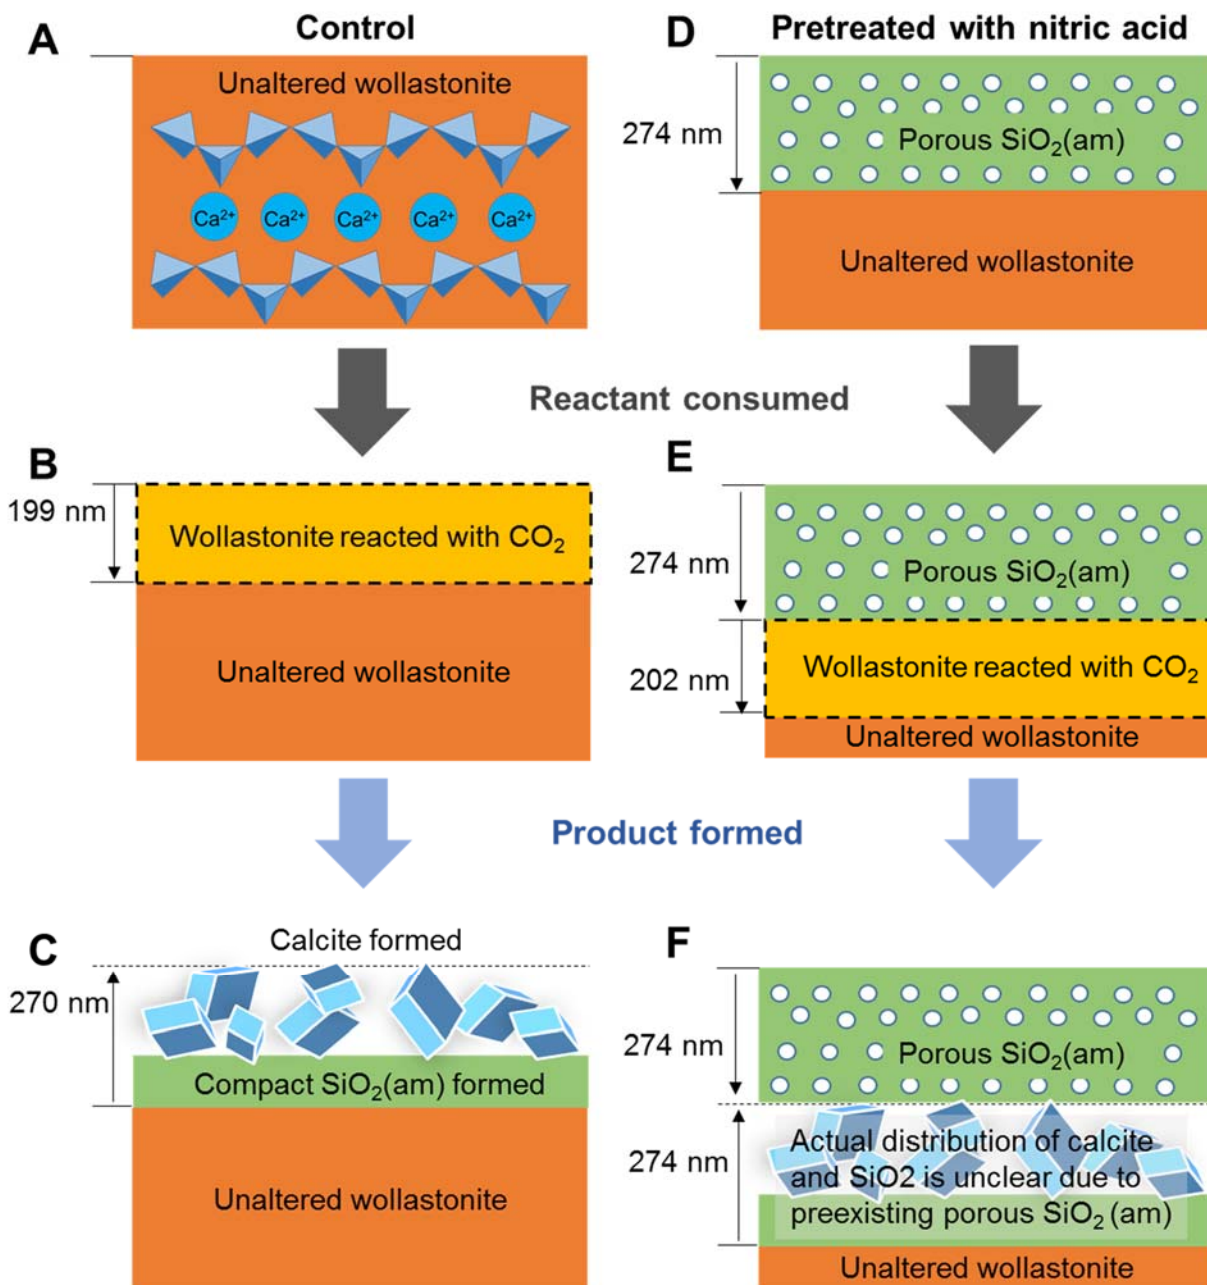 A
Control
Unaltered wollastonite
Ca²⁺ Ca²⁺ Ca²⁺ Ca²⁺ Ca²⁺
D
Pretreated with nitric acid
274 nm
Porous SiO₂(am)
Unaltered wollastonite
Reactant consumed
B
199 nm
Wollastonite reacted with CO₂
Unaltered wollastonite
E
274 nm
Porous SiO₂(am)
202 nm
Wollastonite reacted with CO₂
Unaltered wollastonite
Product formed
C
Calcite formed
270 nm
Compact SiO₂(am) formed
Unaltered wollastonite
F
274 nm
Porous SiO₂(am)
274 nm
Actual distribution of calcite
and SiO2 is unclear due to
preexisting porous SiO₂ (am)
Unaltered wollastonite